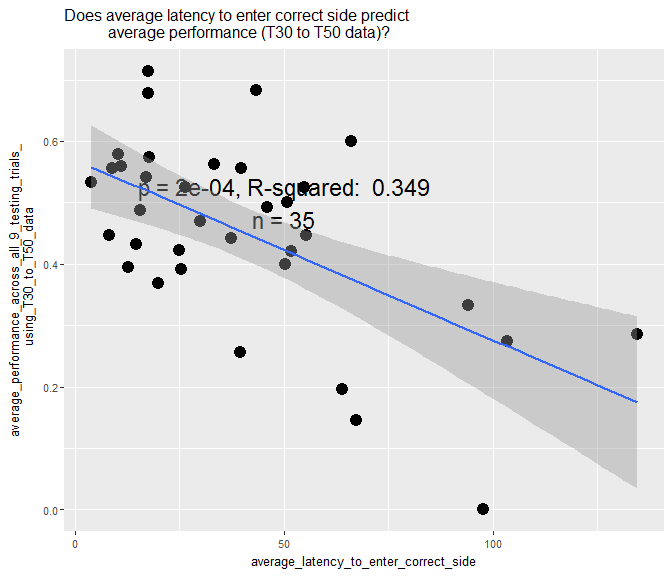 Does average latency to enter correct side predict
average performance (T30 to T50 data)?
average_performance_across_all_9_testing_trials_
using_T30_to_T50_data
0.6
0.4
0.2
0.0
p = 2e-04, R-squared:  0.349
n = 35
0
50
100
average_latency_to_enter_correct_side